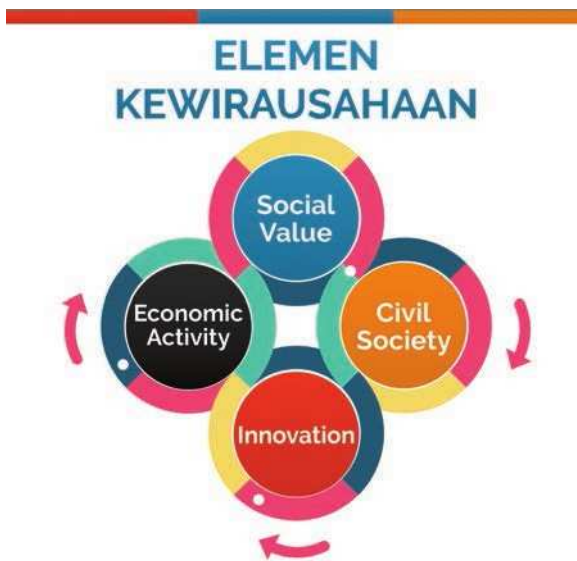 ELEMEN
KEWIRAUSAHAAN
Social
Value
Economic
Activity
Civil
Society
Innovation